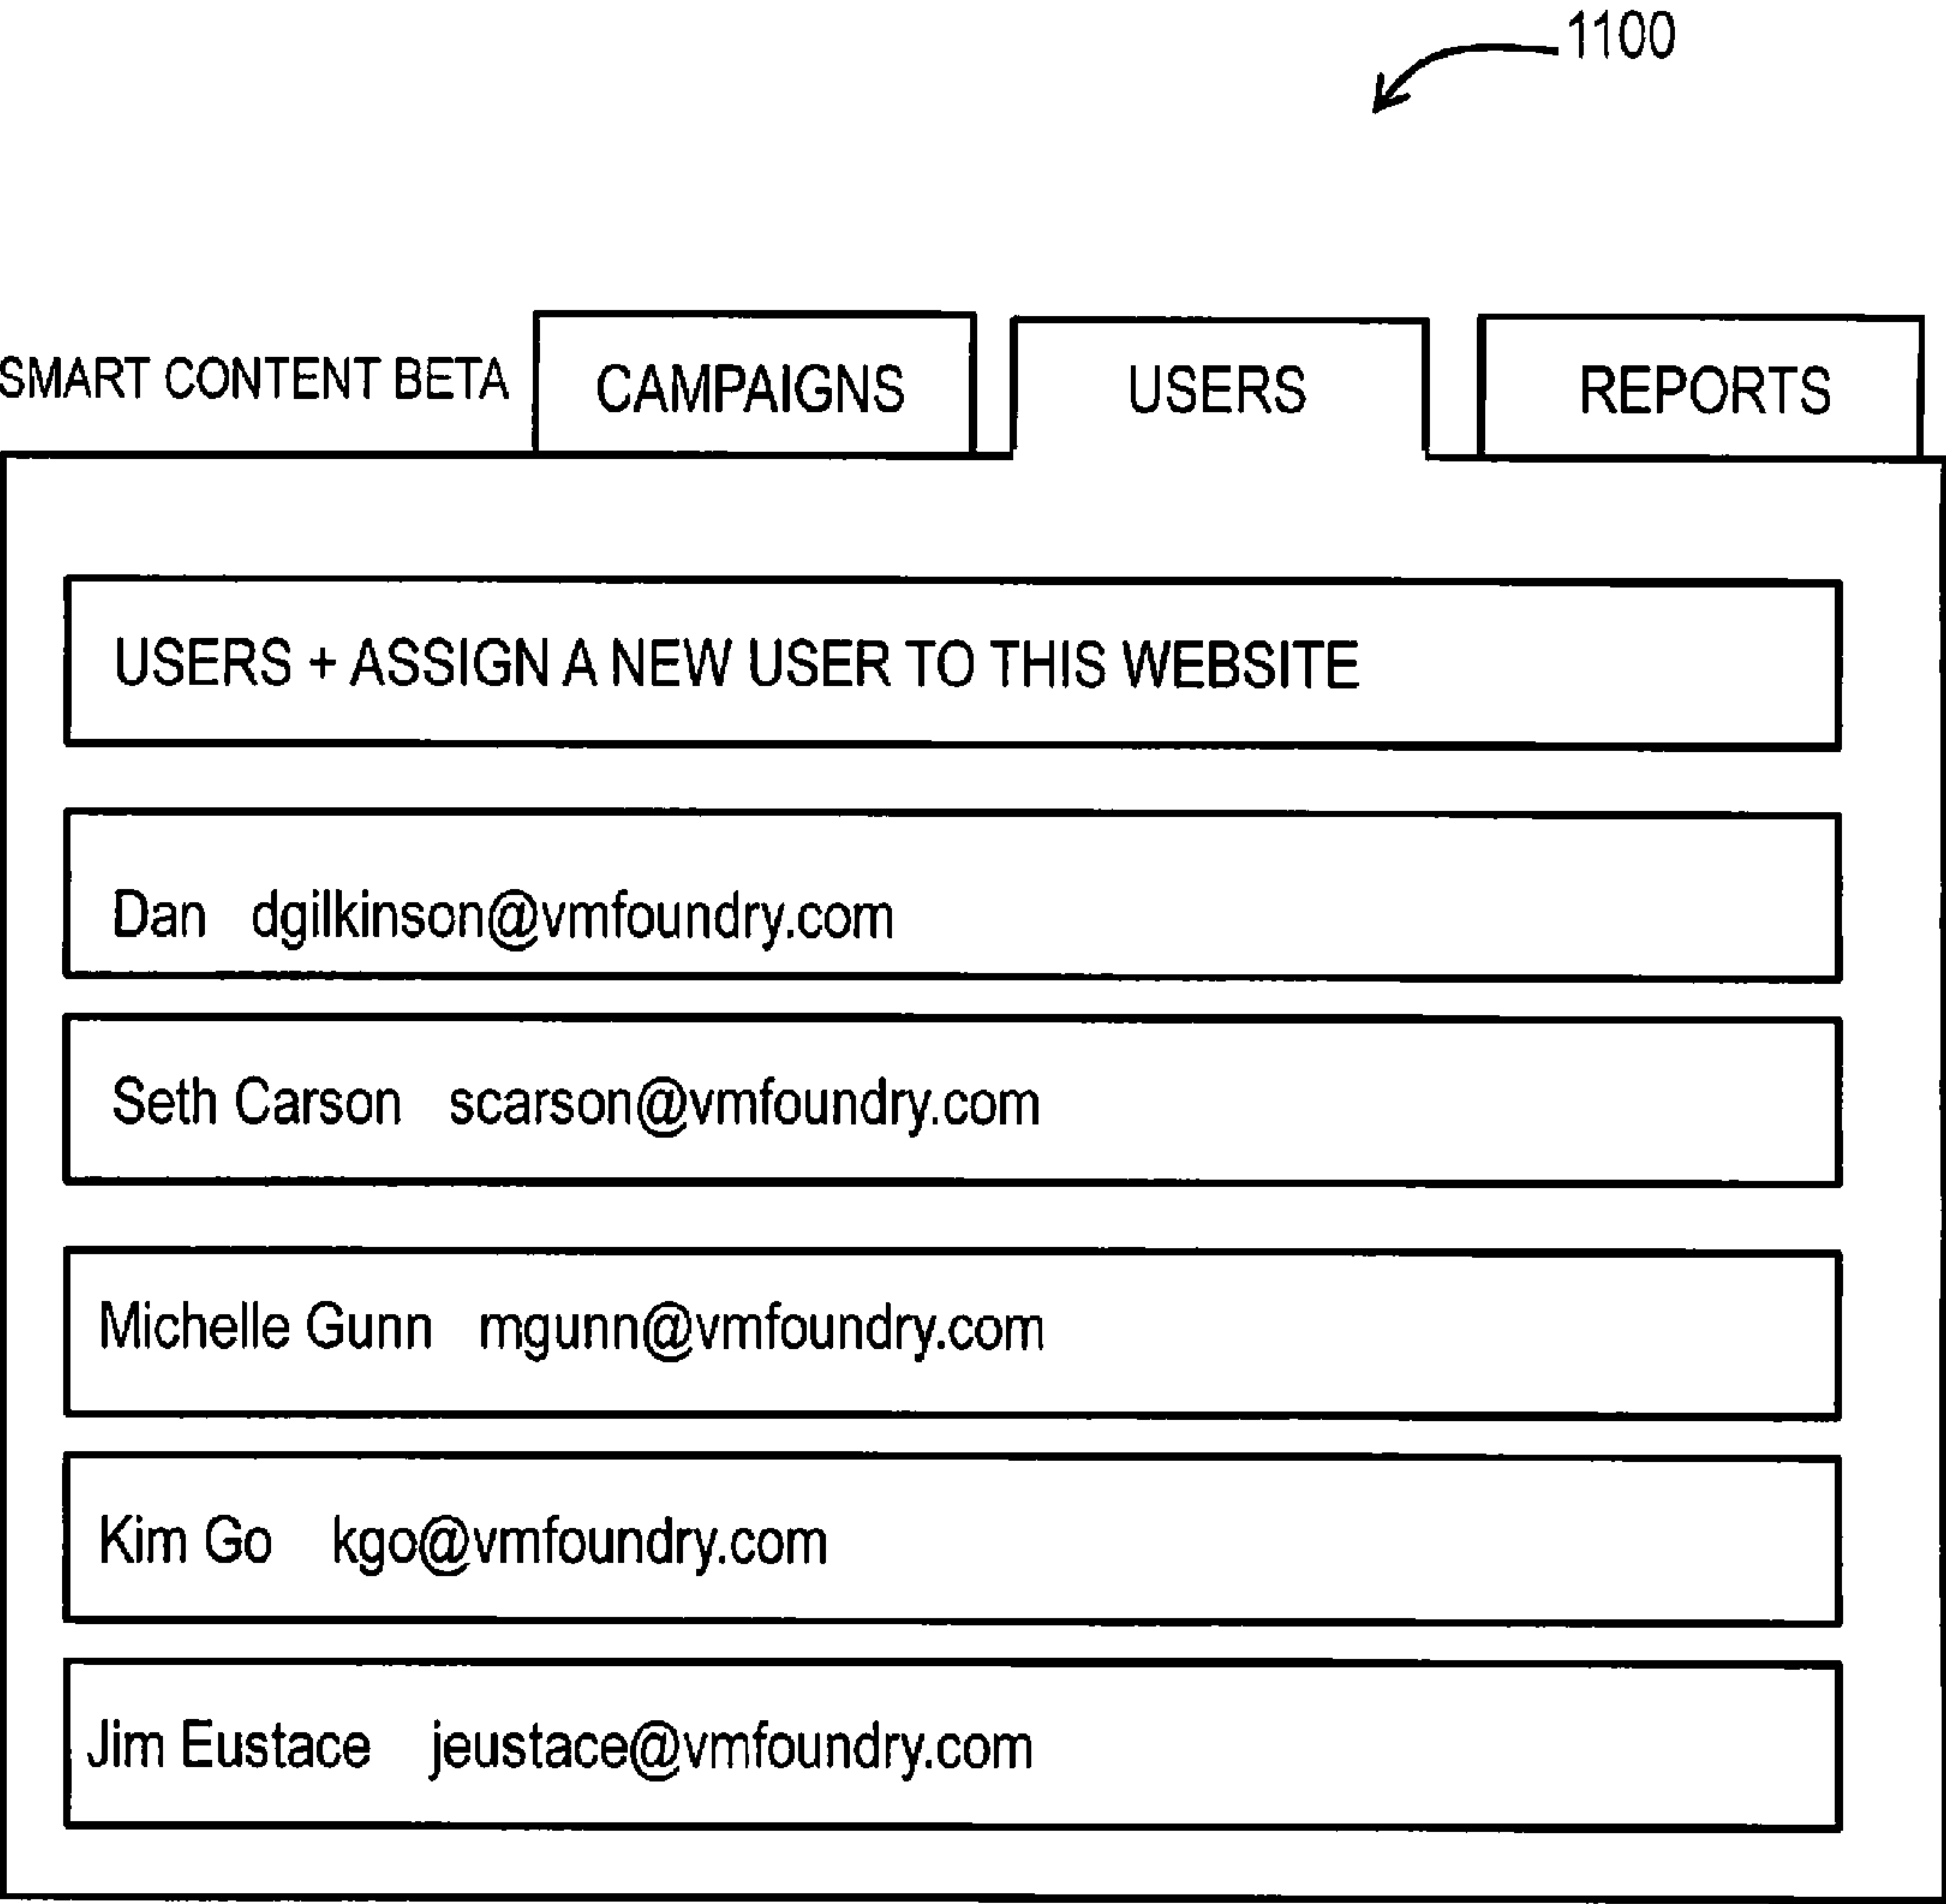 1100
SMART CONTENT BETA CAMPAIGNS USERS REPORTS
USERS + ASSIGN A NEW USER TO THIS WEBSITE
Dan dgilkinson@vmfoundry.com
Seth Carson scarson@vmfoundry.com
Michelle Gunn mgunn@vmfoundry.com
Kim Go kgo@vmfoundry.com
Jim Eustace jeustace@vmfoundry.com